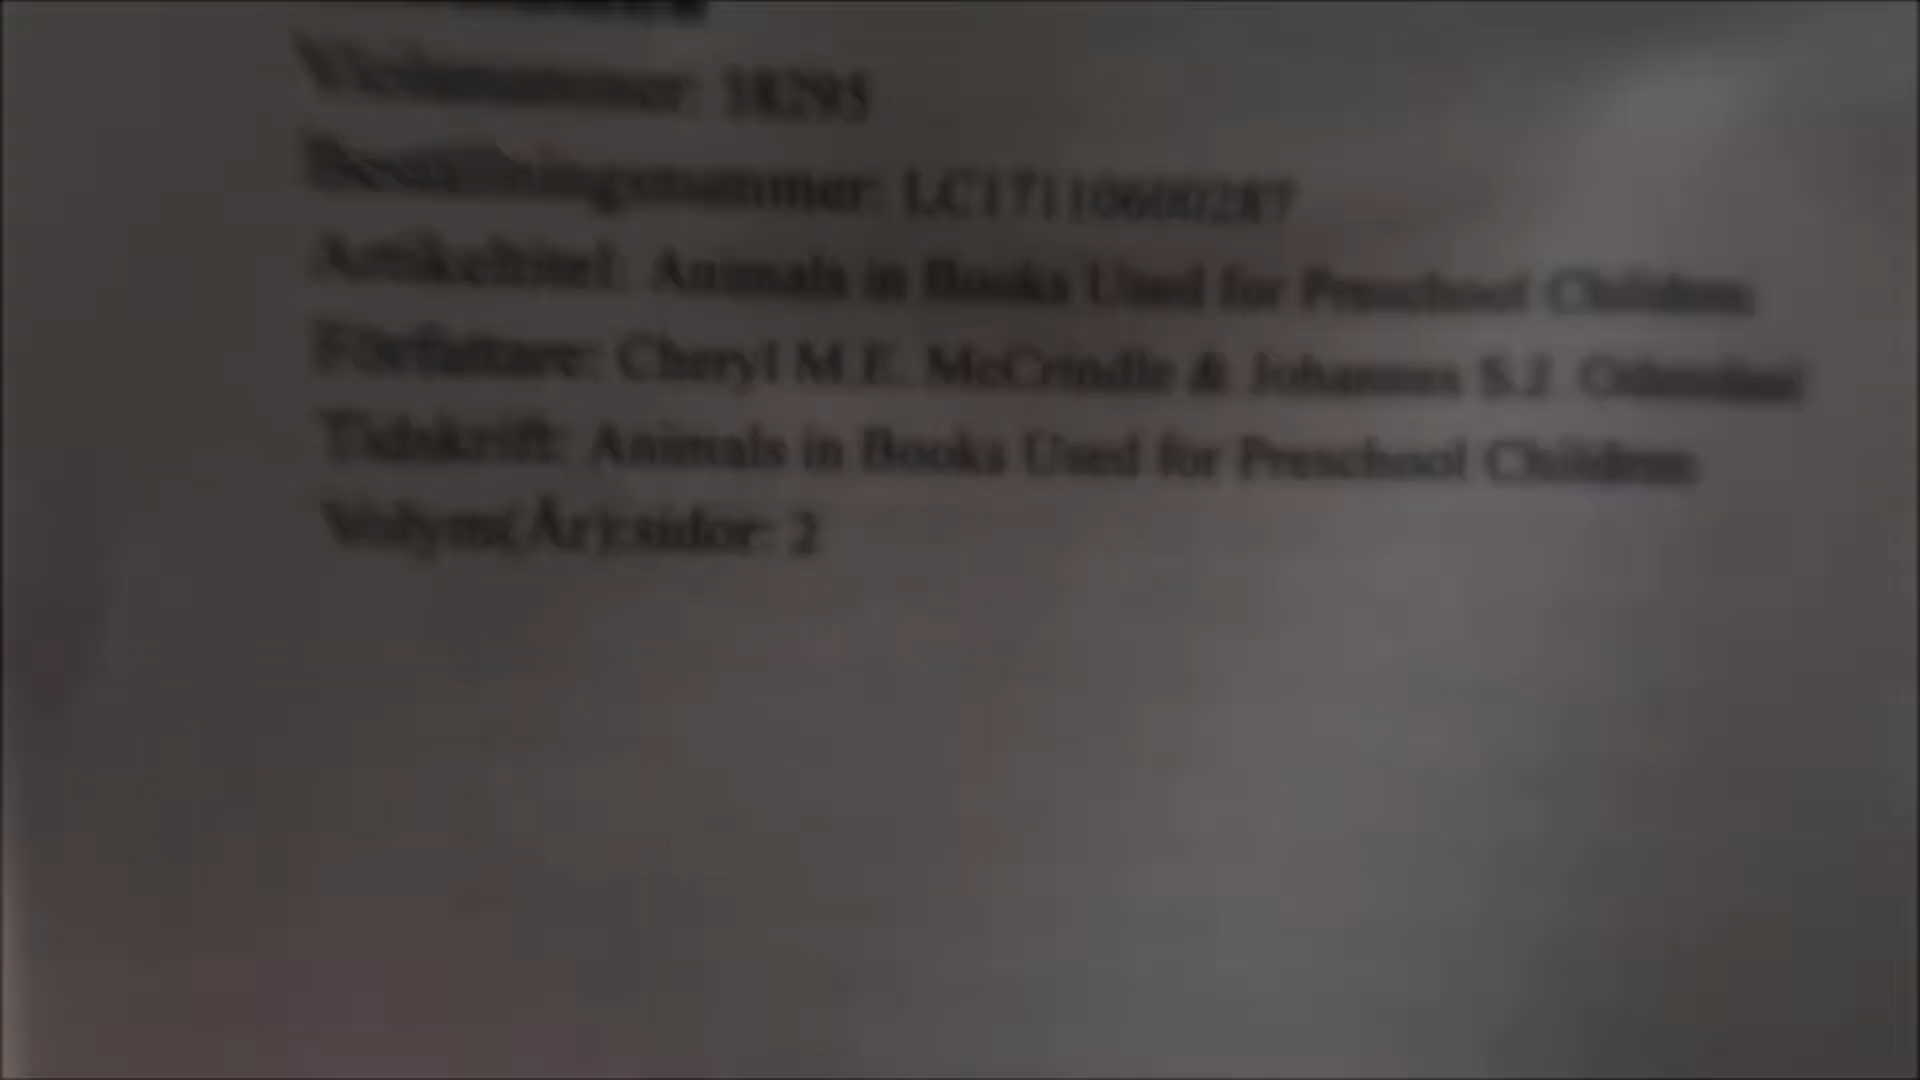 38295
Beställningsnummer: LC17110600287
Artikeltitel: Animals in Books Used for Preschool Children
Författare: Cheryl M.E. McCrindle & Johannes S.J.
Tidskrift: Animals in Books Used for Preschool Children
Volym(År):sidor: 2